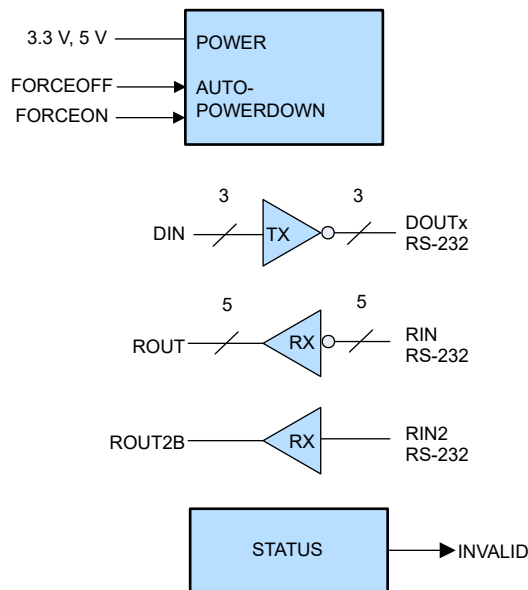 3.3 V, 5 V
POWER
FORCEOFF
AUTO-
POWERDOWN
FORCEON
3
3
DIN
TX
DOUTx
RS-232
5
5
ROUT
RX
RIN
RS-232
ROUT2B
RX
RIN2
RS-232
STATUS
INVALID